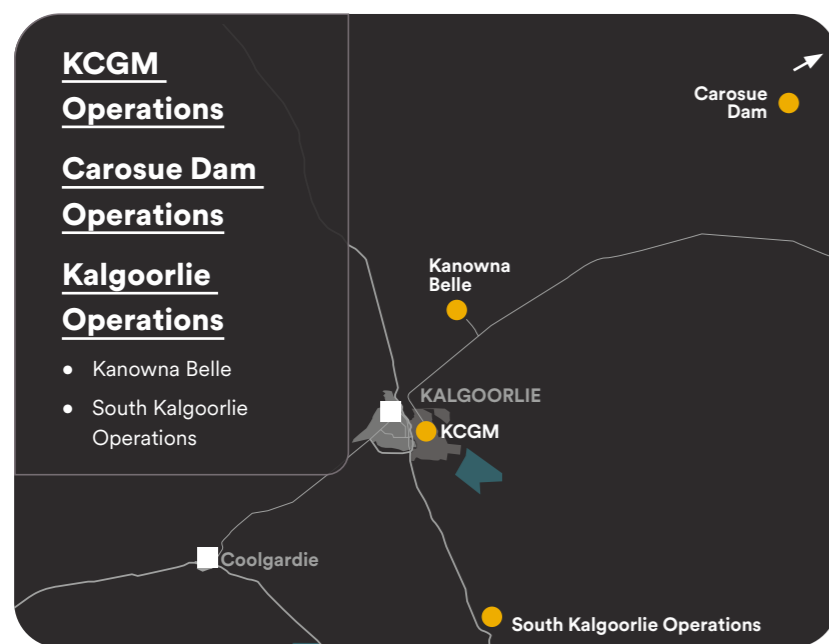 KCGM
Operations
Carosue Dam
Operations
Kalgoorlie
Operations
● Kanowna Belle
● South Kalgoorlie
Operations
Carosue
Dam
Kanowna
Belle
KALGOORLIE
KCGM
Coolgardie
South Kalgoorlie Operations